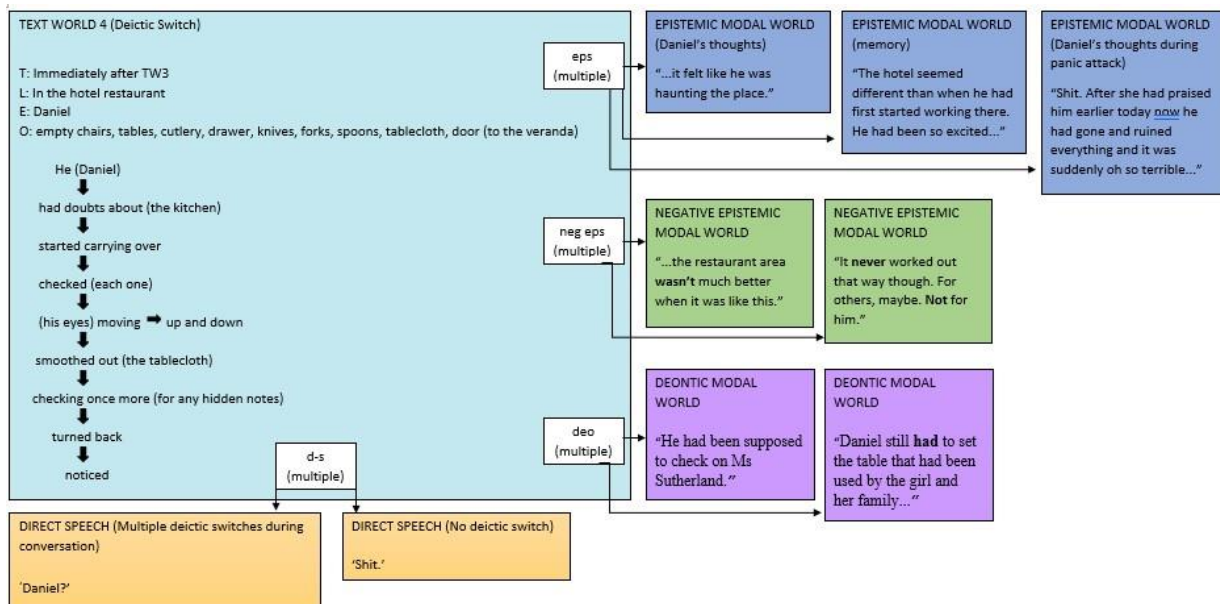 TEXT WORLD 4 (Deictic Switch)
T: Immediately after TW3
L: In the hotel restaurant
E: Daniel
O: empty chairs, tables, cutlery, drawer, knives, forks, spoons, tablecloth, door (to the veranda)
He (Daniel)
had doubts about (the kitchen)
started carrying over
checked (each one)
(his eyes) moving ➡ up and down
smoothed out (the tablecloth)
checking once more (for any hidden notes)
turned back
noticed
eps
(multiple)
EPISTEMIC MODAL WORLD
(Daniel's thoughts)
"...it felt like he was
haunting the place."
EPISTEMIC MODAL WORLD
(memory)
"The hotel seemed
different than when he had
first started working there.
He had been so excited..."
EPISTEMIC MODAL WORLD
(Daniel's thoughts during
panic attack)
"Shit. After she had praised
him earlier today now he
had gone and ruined
everything and it was
suddenly oh so terrible..."
neg eps
(multiple)
NEGATIVE EPISTEMIC
MODAL WORLD
"...the restaurant area
wasn't much better
when it was like this."
NEGATIVE EPISTEMIC
MODAL WORLD
"It never worked out
that way though. For
others, maybe. Not for
him."
deo
(multiple)
DEONTIC MODAL
WORLD
"He had been supposed
to check on Ms
Sutherland."
DEONTIC MODAL
WORLD
"Daniel still had to set
the table that had been
used by the girl and
her family..."
d-s
(multiple)
DIRECT SPEECH (Multiple deictic switches during
conversation)
'Daniel?'
DIRECT SPEECH (No deictic switch)
'Shit.'